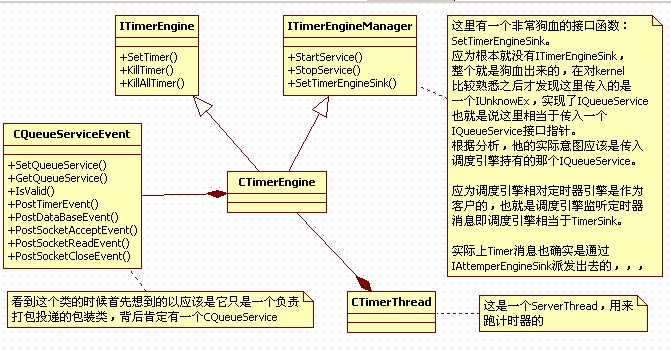 ITimerEngine
+SetTimer()
+KillTimer()
+KillAllTimer()
ITimerEngineManager
+StartService()
+StopService()
+SetTimerEngineSink()
这里有一个非常狗血的接口函数：
SetTimerEngineSink。
应为根本就没有ITimerEngineSink，
整个就是狗血出来的，在对kernel
比较熟悉之后才发现这里传入的是
一个IUnknowEx，实现了IQueueService
也就是说这里相当于传入一个
IQueueService接口指针。
根据分析，他的实际意图应该是传入
调度引擎持有的那个IQueueService。
应为调度引擎相对定时器引擎是作为
客户的，也就是调度引擎监听定时器
消息即调度引擎相当于TimerSink。
实际上Timer消息也确实是通过
IAttemperEngineSink派发出去的，，，
CQueueServiceEvent
+SetQueueService()
+GetQueueService()
+IsValid()
+PostTimerEvent()
+PostDataBaseEvent()
+PostSocketAcceptEvent()
+PostSocketReadEvent()
+PostSocketCloseEvent()
CTimerEngine
看到这个类的时候首先想到的以应该是它只是一个负责
打包投递的包装类，背后肯定有一个CQueueService
CTimerThread
这是一个ServerThread，用来
跑计时器的